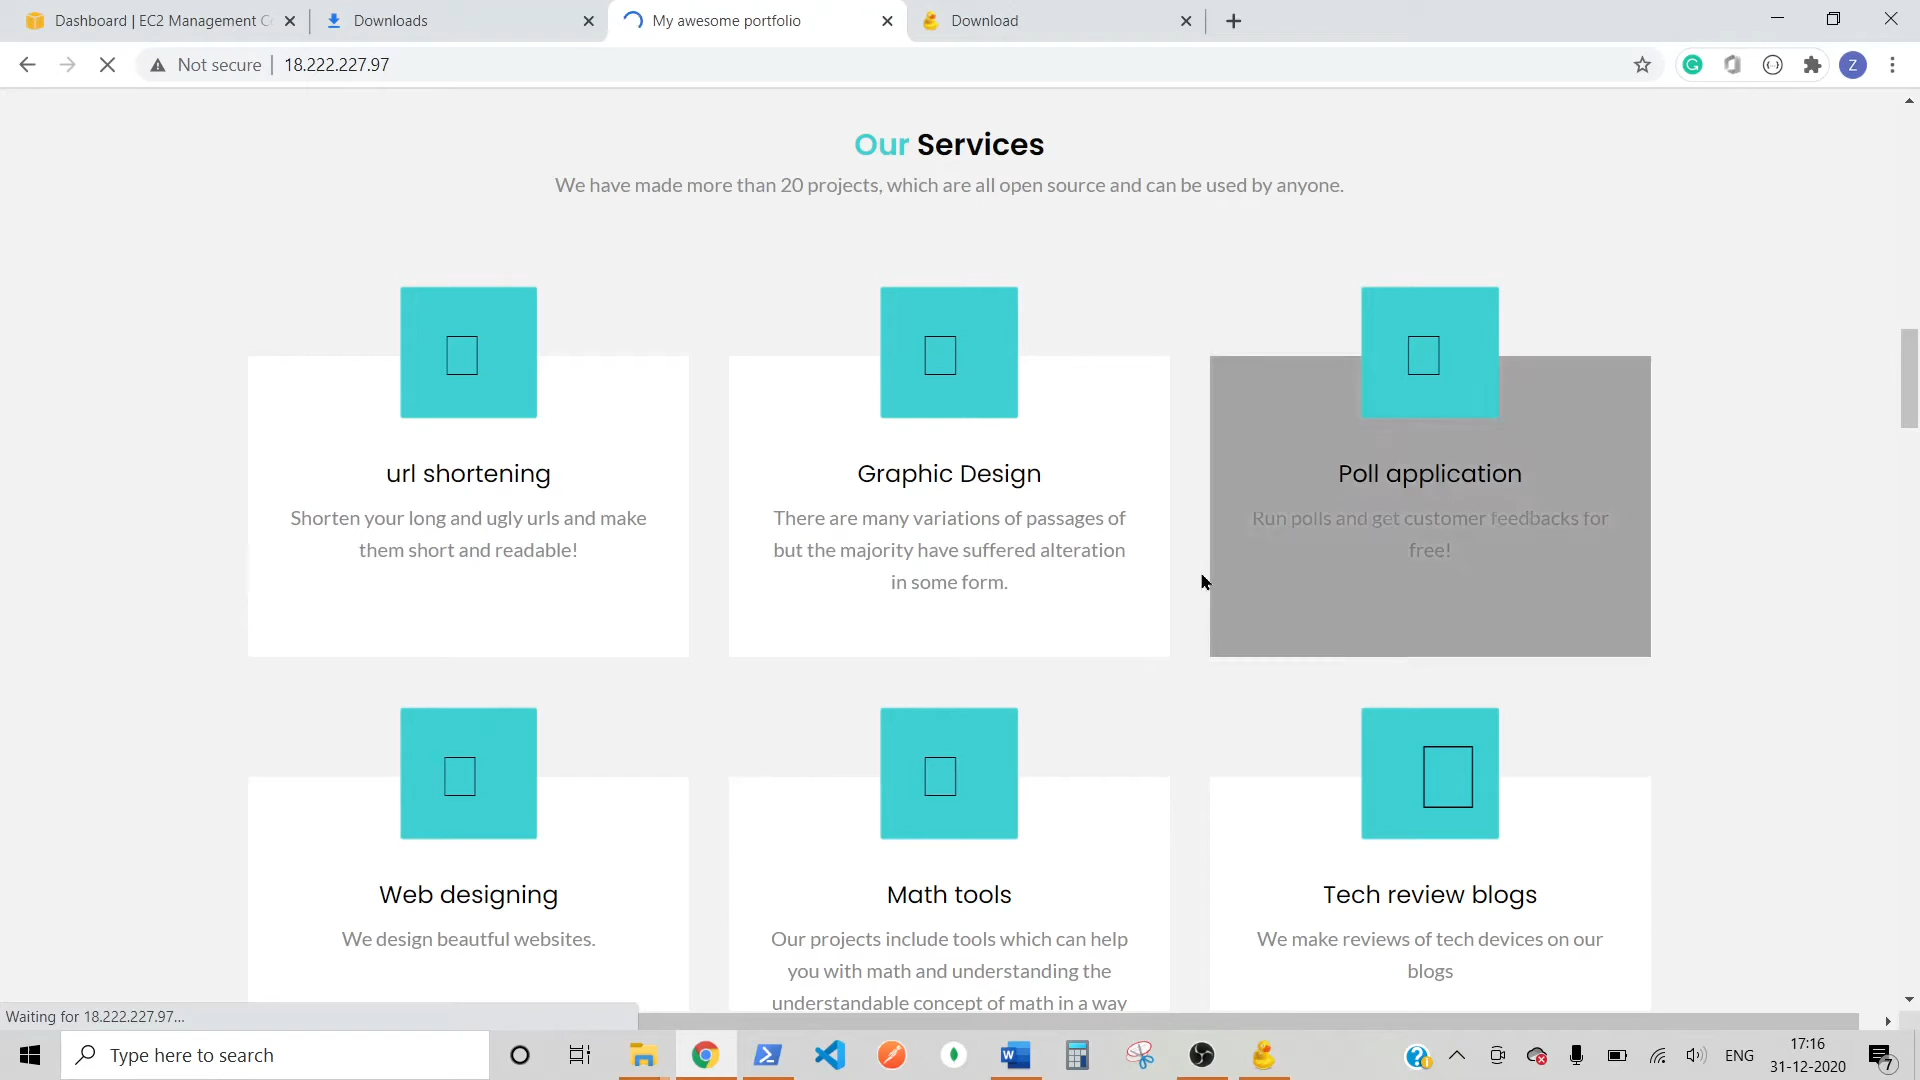 Dashboard | EC2 Management C
Downloads
My awesome portfolio
Download
Not secure
18.222.227.97
Z
Our Services
We have made more than 20 projects, which are all open source and can be used by anyone.
url shortening
Shorten your long and ugly urls and make
them short and readable!
Graphic Design
There are many variations of passages of
but the majority have suffered alteration
in some form.
Poll application
Run polls and get customer feedbacks for
free!
Web designing
We design beautful websites.
Math tools
Our projects include tools which can help
you with math and understanding the
understandable concept of math in a way
Tech review blogs
We make reviews of tech devices on our
blogs
Waiting for 18.222.227.97...
Type here to search
ENG
17:16
31-12-2020
7